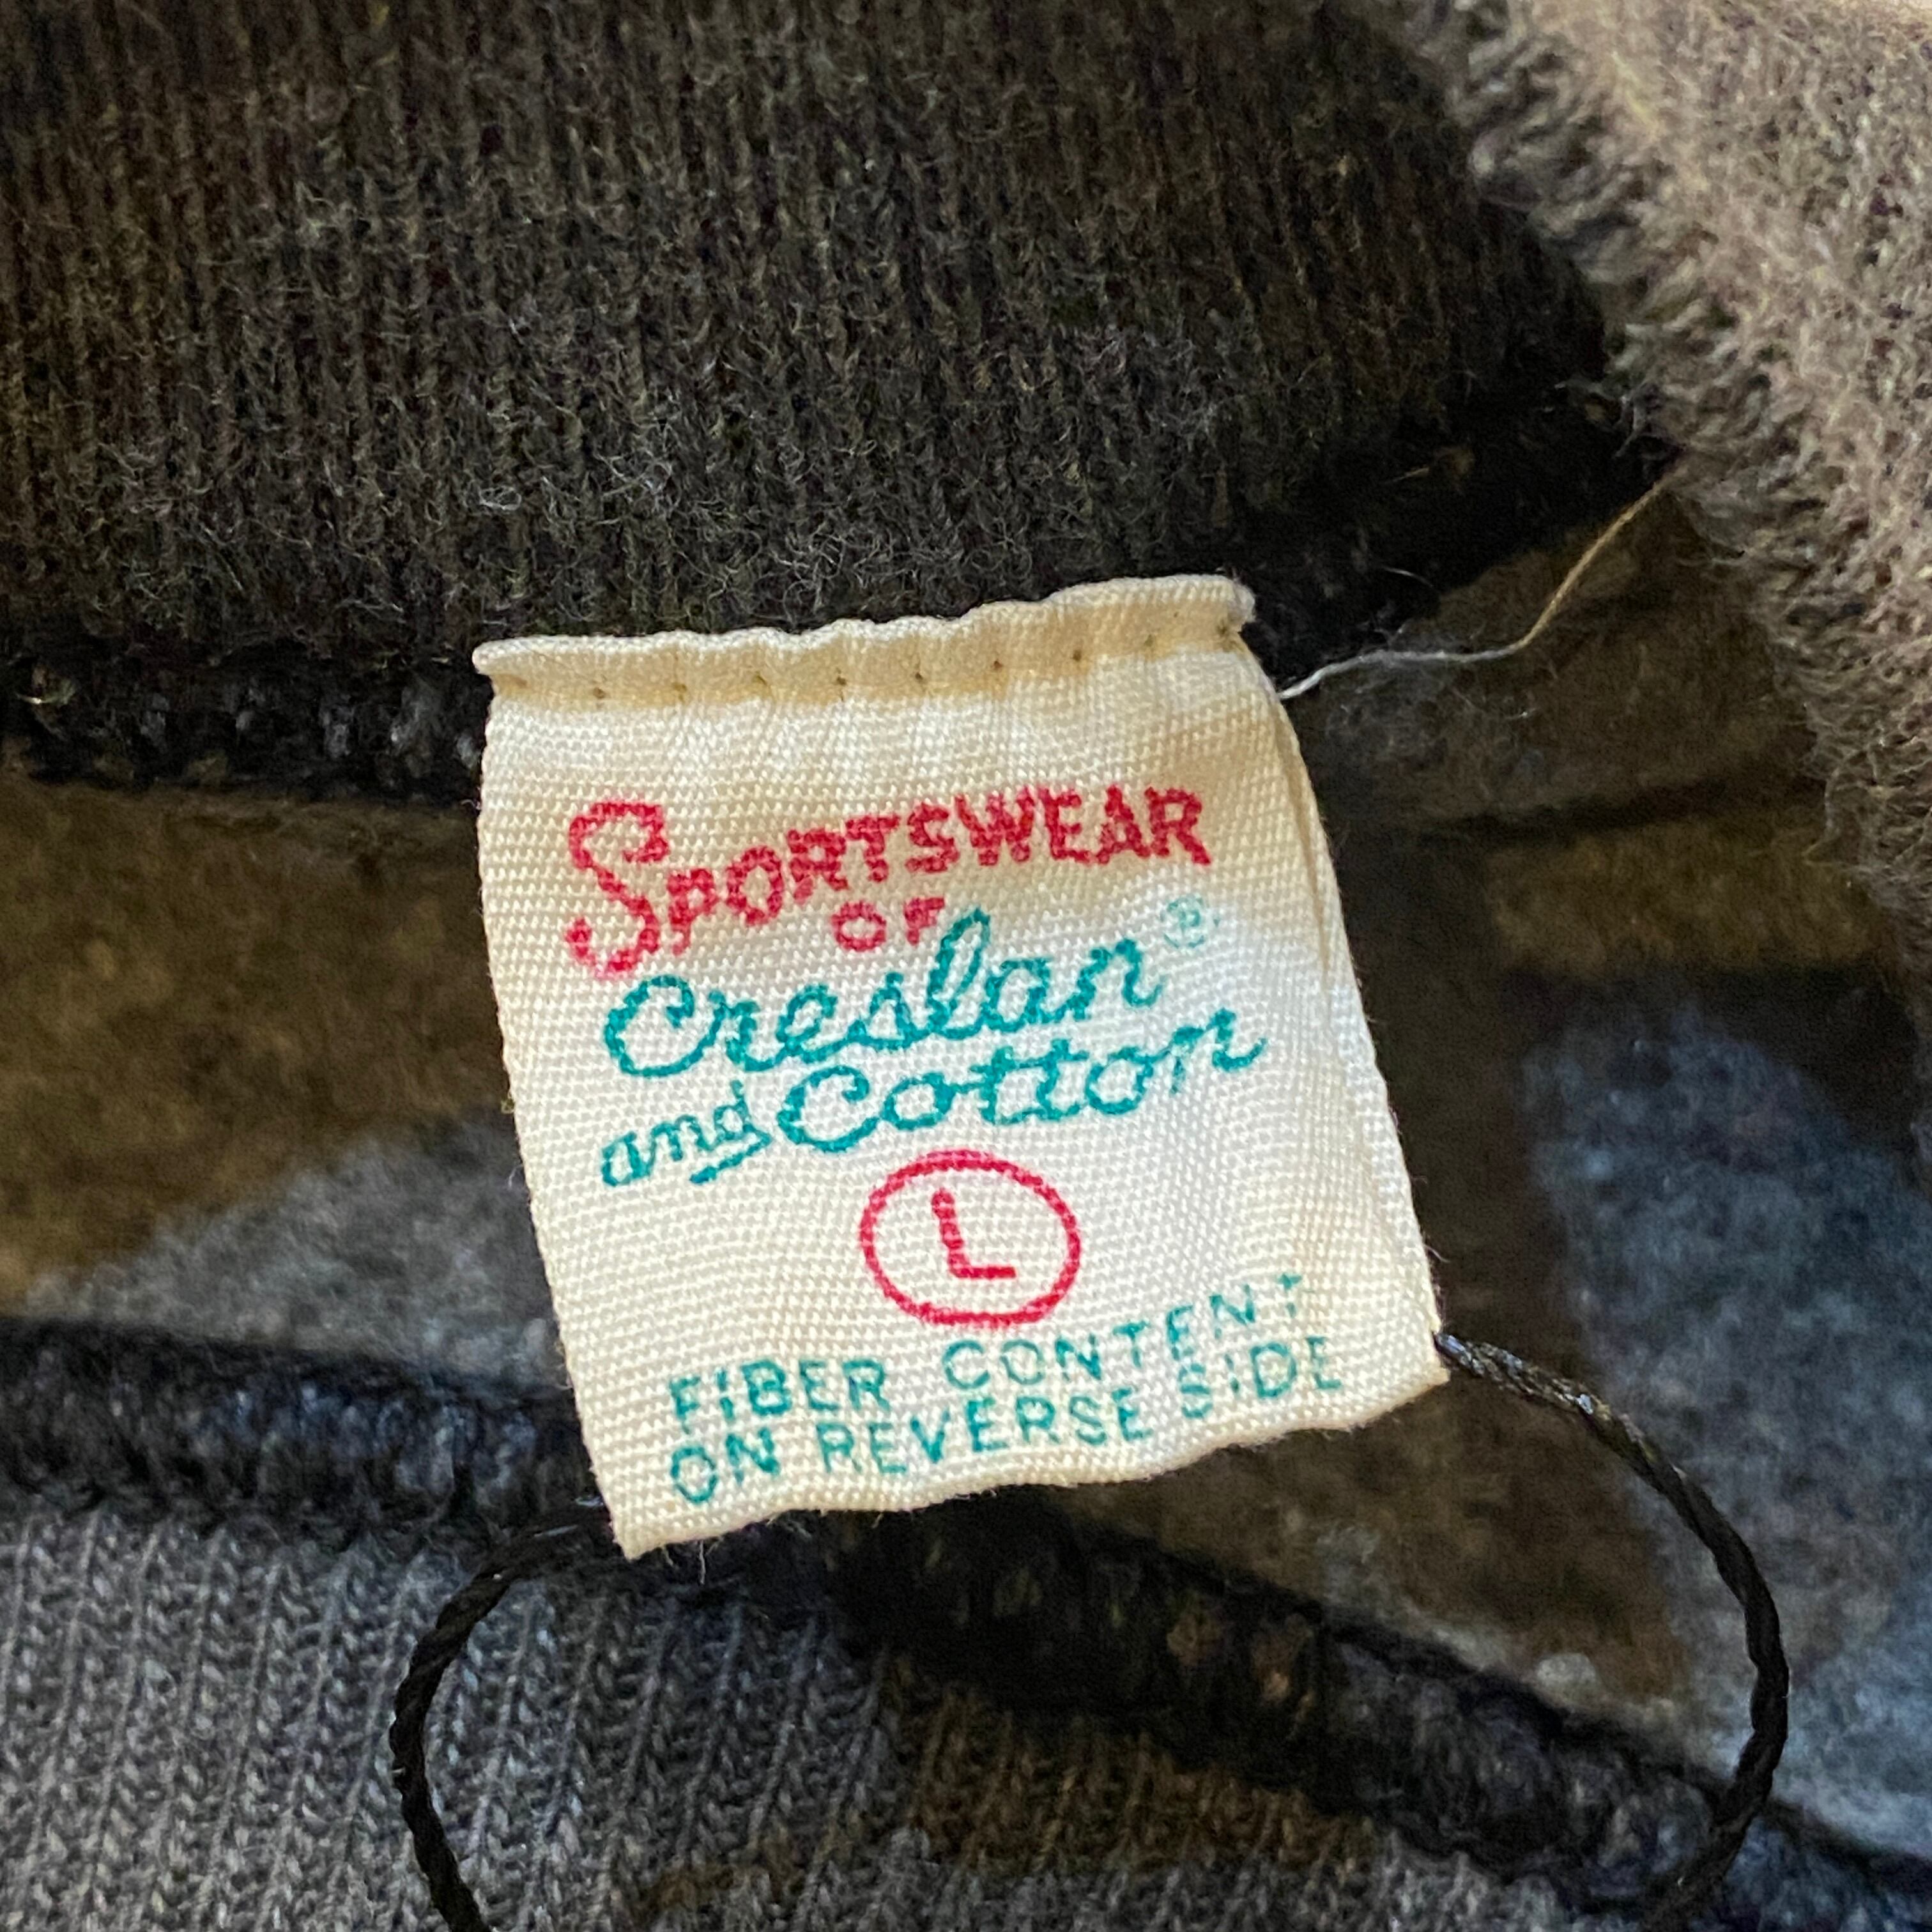 SPORTSWEAR
OF
Creslan®
and Cotton
L
FIBER CONTENT
ON REVERSE SIDE